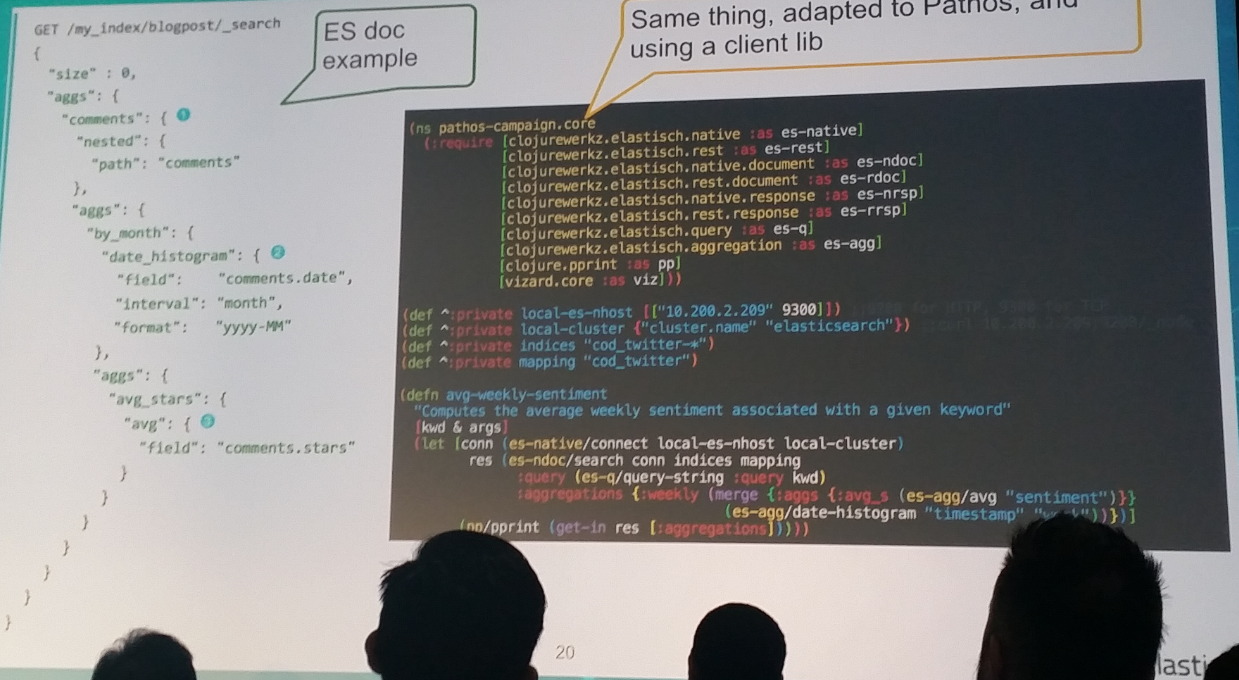 GET /my_index/blogpost/_search
{
"size" : 0,
"aggs": {
"comments": { 1
"nested": {
"path": "comments"
},
"aggs": {
"by_month": {
"date_histogram": { 2
"field": "comments.date",
"interval": "month",
"format": "yyyy-MM"
},
"aggs": {
"avg_stars": {
"avg": { 3
"field": "comments.stars"
}
}
}
}
}
}
}
ES doc
example
Same thing, adapted to Pathos, and
using a client lib
(ns pathos-campaign.core
(:require [clojurewerkz.elastisch.native :as es-native]
[clojurewerkz.elastisch.rest :as es-rest]
[clojurewerkz.elastisch.native.document :as es-ndoc]
[clojurewerkz.elastisch.rest.document :as es-rdoc]
[clojurewerkz.elastisch.native.response :as es-nrsp]
[clojurewerkz.elastisch.rest.response :as es-rrsp]
[clojurewerkz.elastisch.query :as es-q]
[clojurewerkz.elastisch.aggregation :as es-agg]
[clojure.pprint :as pp]
[vizard.core :as viz]))
(def ^:private local-es-nhost [["10.200.2.209" 9300]])
(def ^:private local-cluster {"cluster.name" "elasticsearch"})
(def ^:private indices "cod_twitter-*")
(def ^:private mapping "cod_twitter")
(defn avg-weekly-sentiment
"Computes the average weekly sentiment associated with a given keyword"
[kwd & args]
(let [conn (es-native/connect local-es-nhost local-cluster)
res (es-ndoc/search conn indices mapping
:query (es-q/query-string :query kwd)
:aggregations {:weekly (merge {:aggs {:avg_s (es-agg/avg "sentiment")}}
(es-agg/date-histogram "timestamp" "))})]
(pp/pprint (get-in res [:aggregations]))))
20
lasti